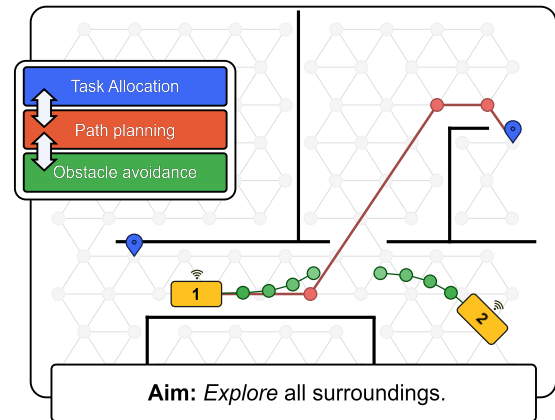 Task Allocation
Path planning
Obstacle avoidance
1
2
Aim: Explore all surroundings.